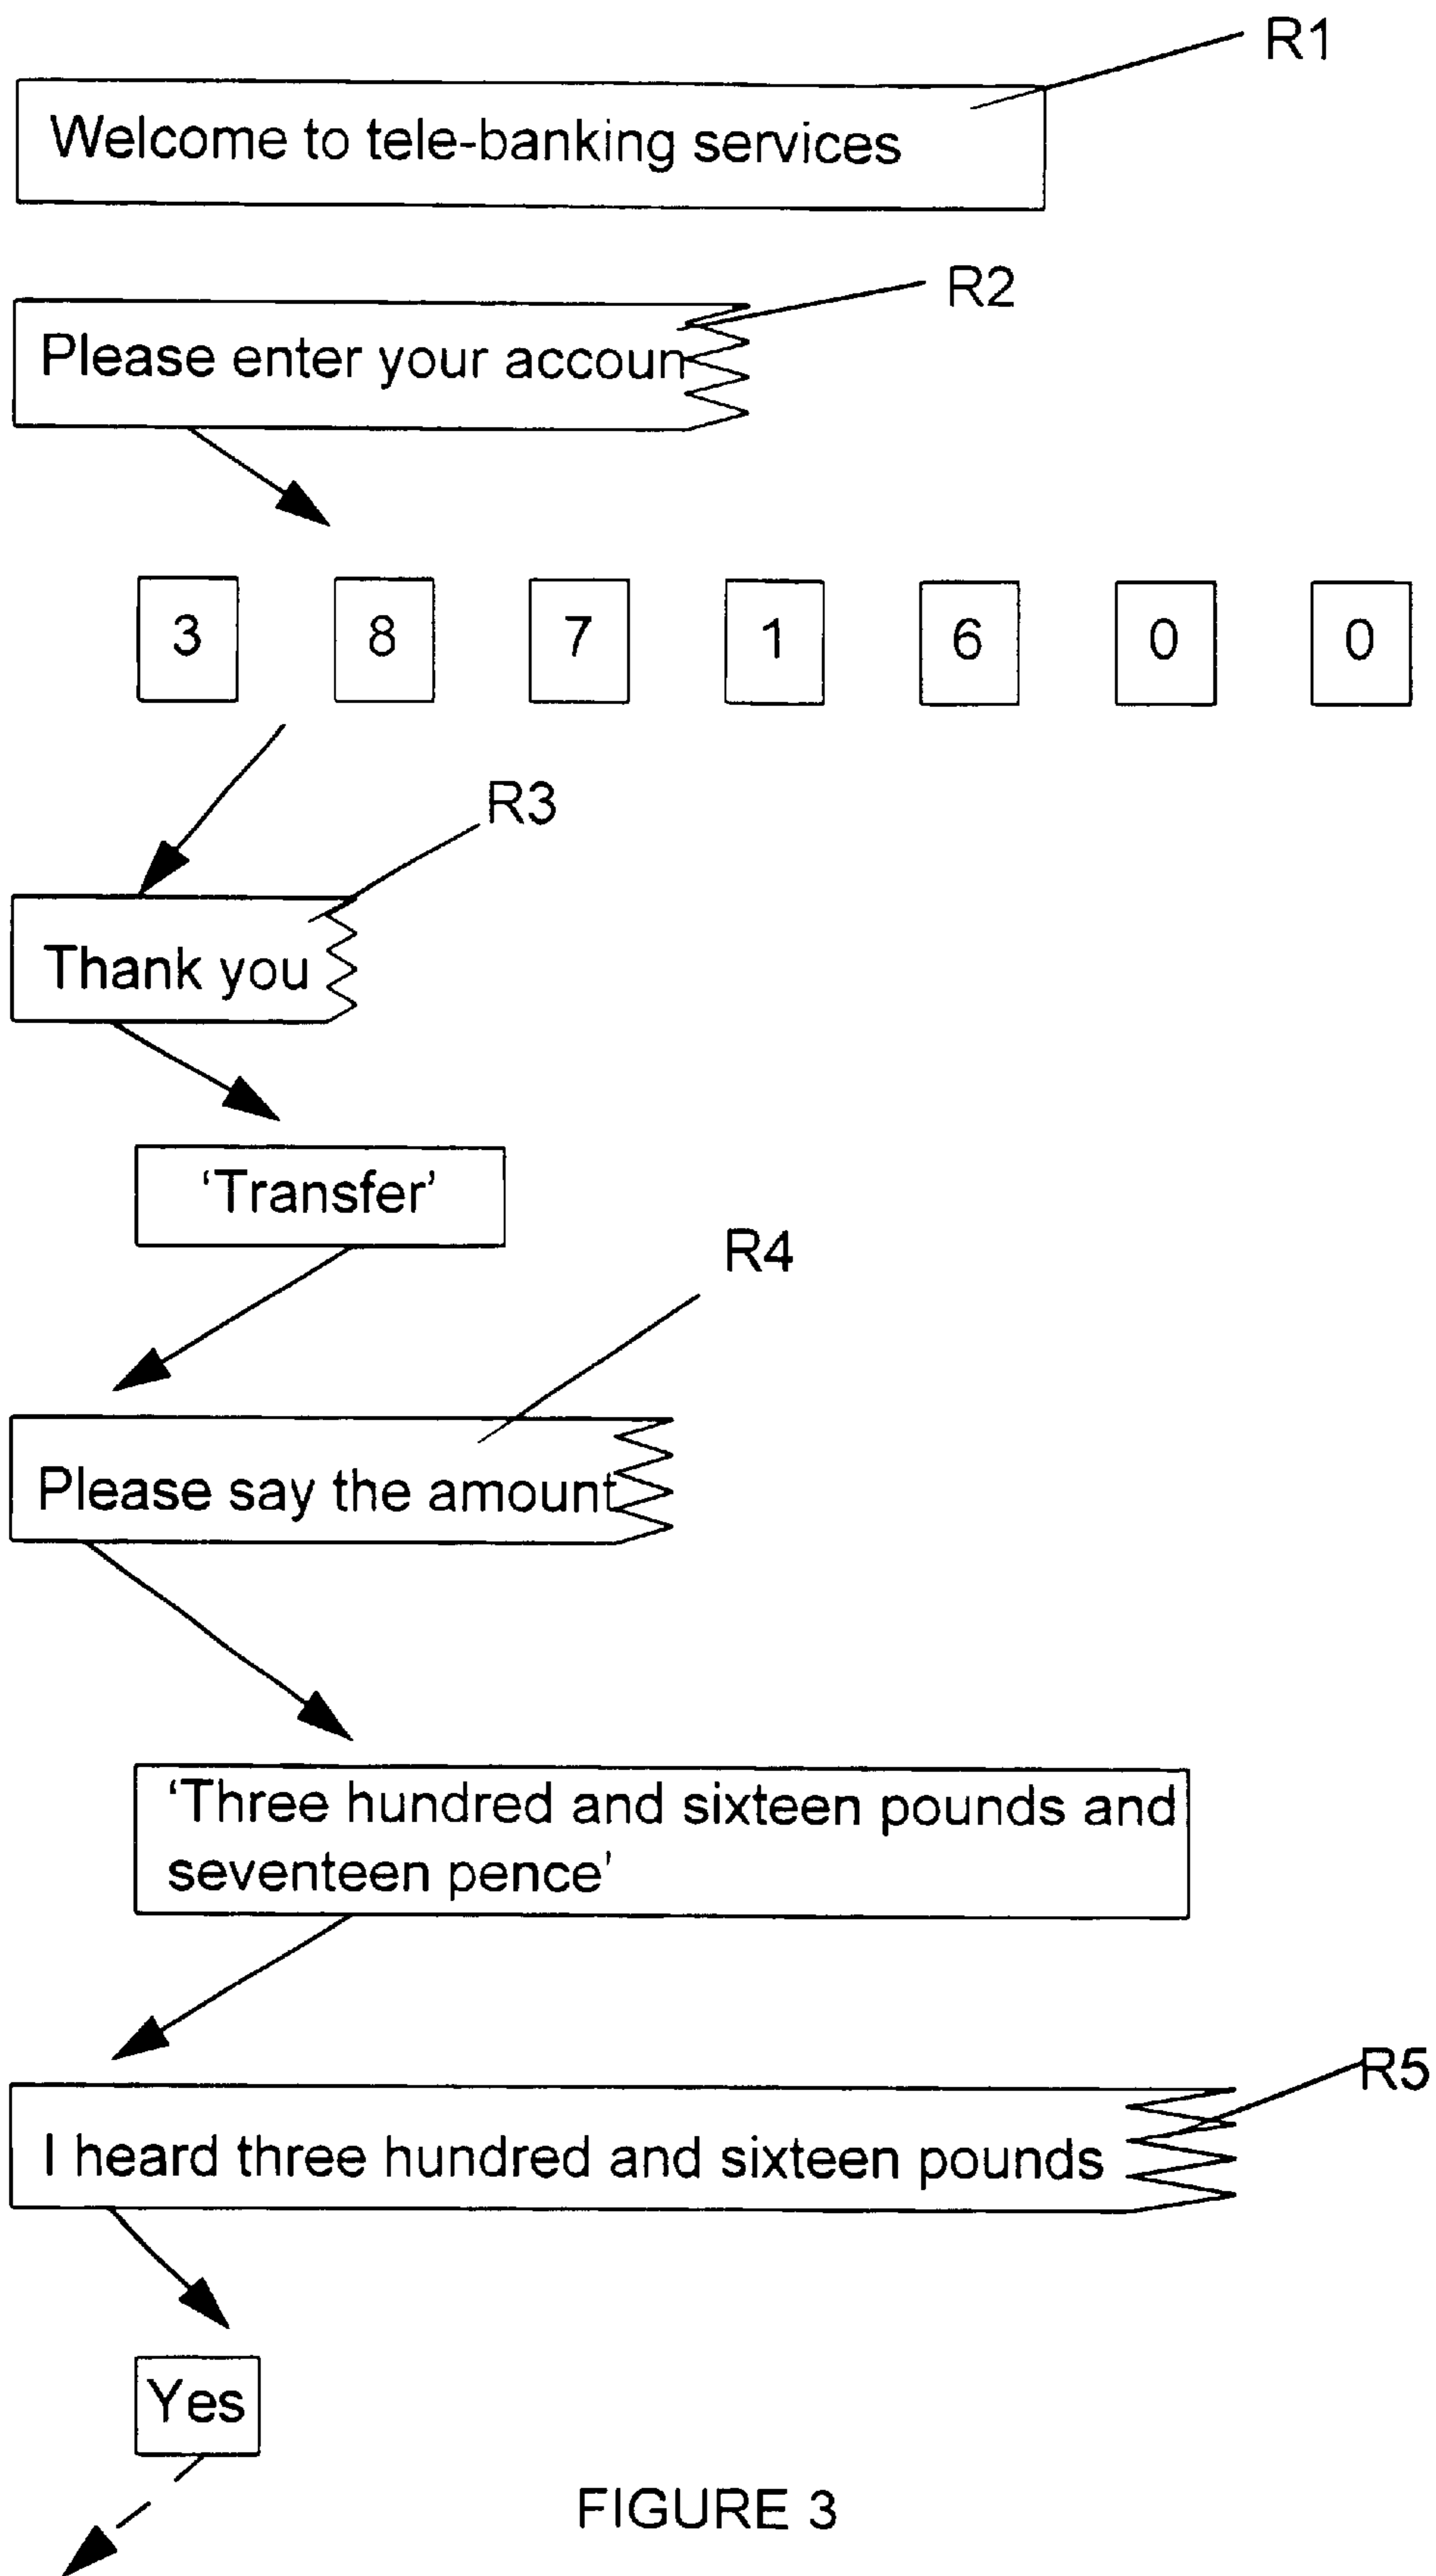 R1
Welcome to tele-banking services
R2
Please enter your accoun
3 8 7 1 6 0 0
R3
Thank you
‘Transfer’
R4
Please say the amount
‘Three hundred and sixteen pounds and
seventeen pence’
R5
I heard three hundred and sixteen pounds
Yes
FIGURE 3